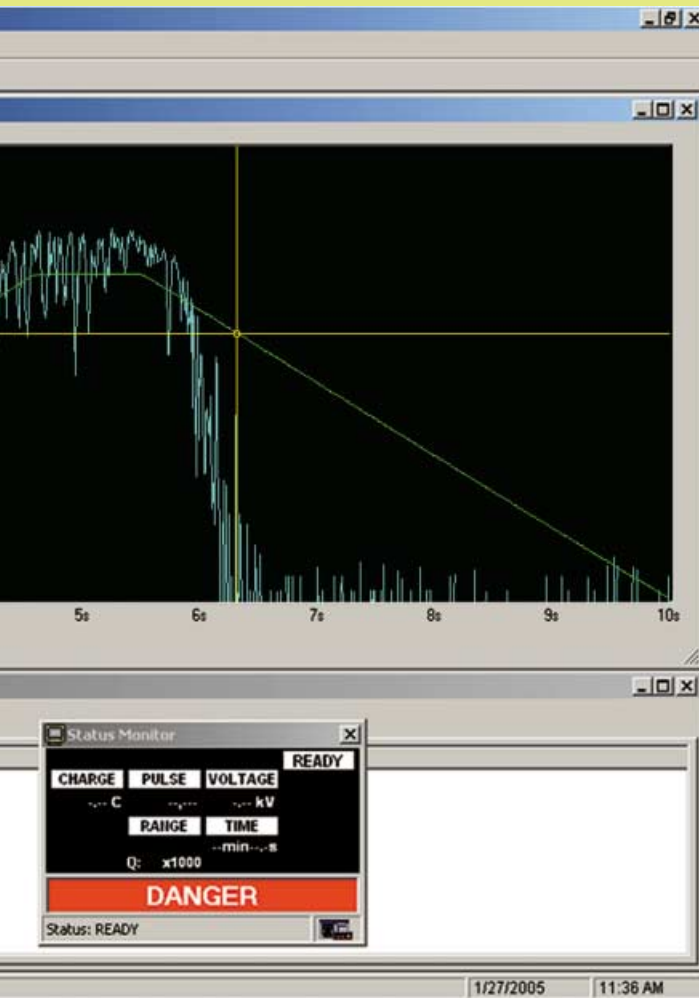 5s 6s 7s 8s 9s 10s
Status Monitor
READY
CHARGE PULSE VOLTAGE
-.-- C --,--- -.-- kV
RANGE TIME
--min--.-s
Q: x1000
DANGER
Status: READY
1/27/2005 11:36 AM